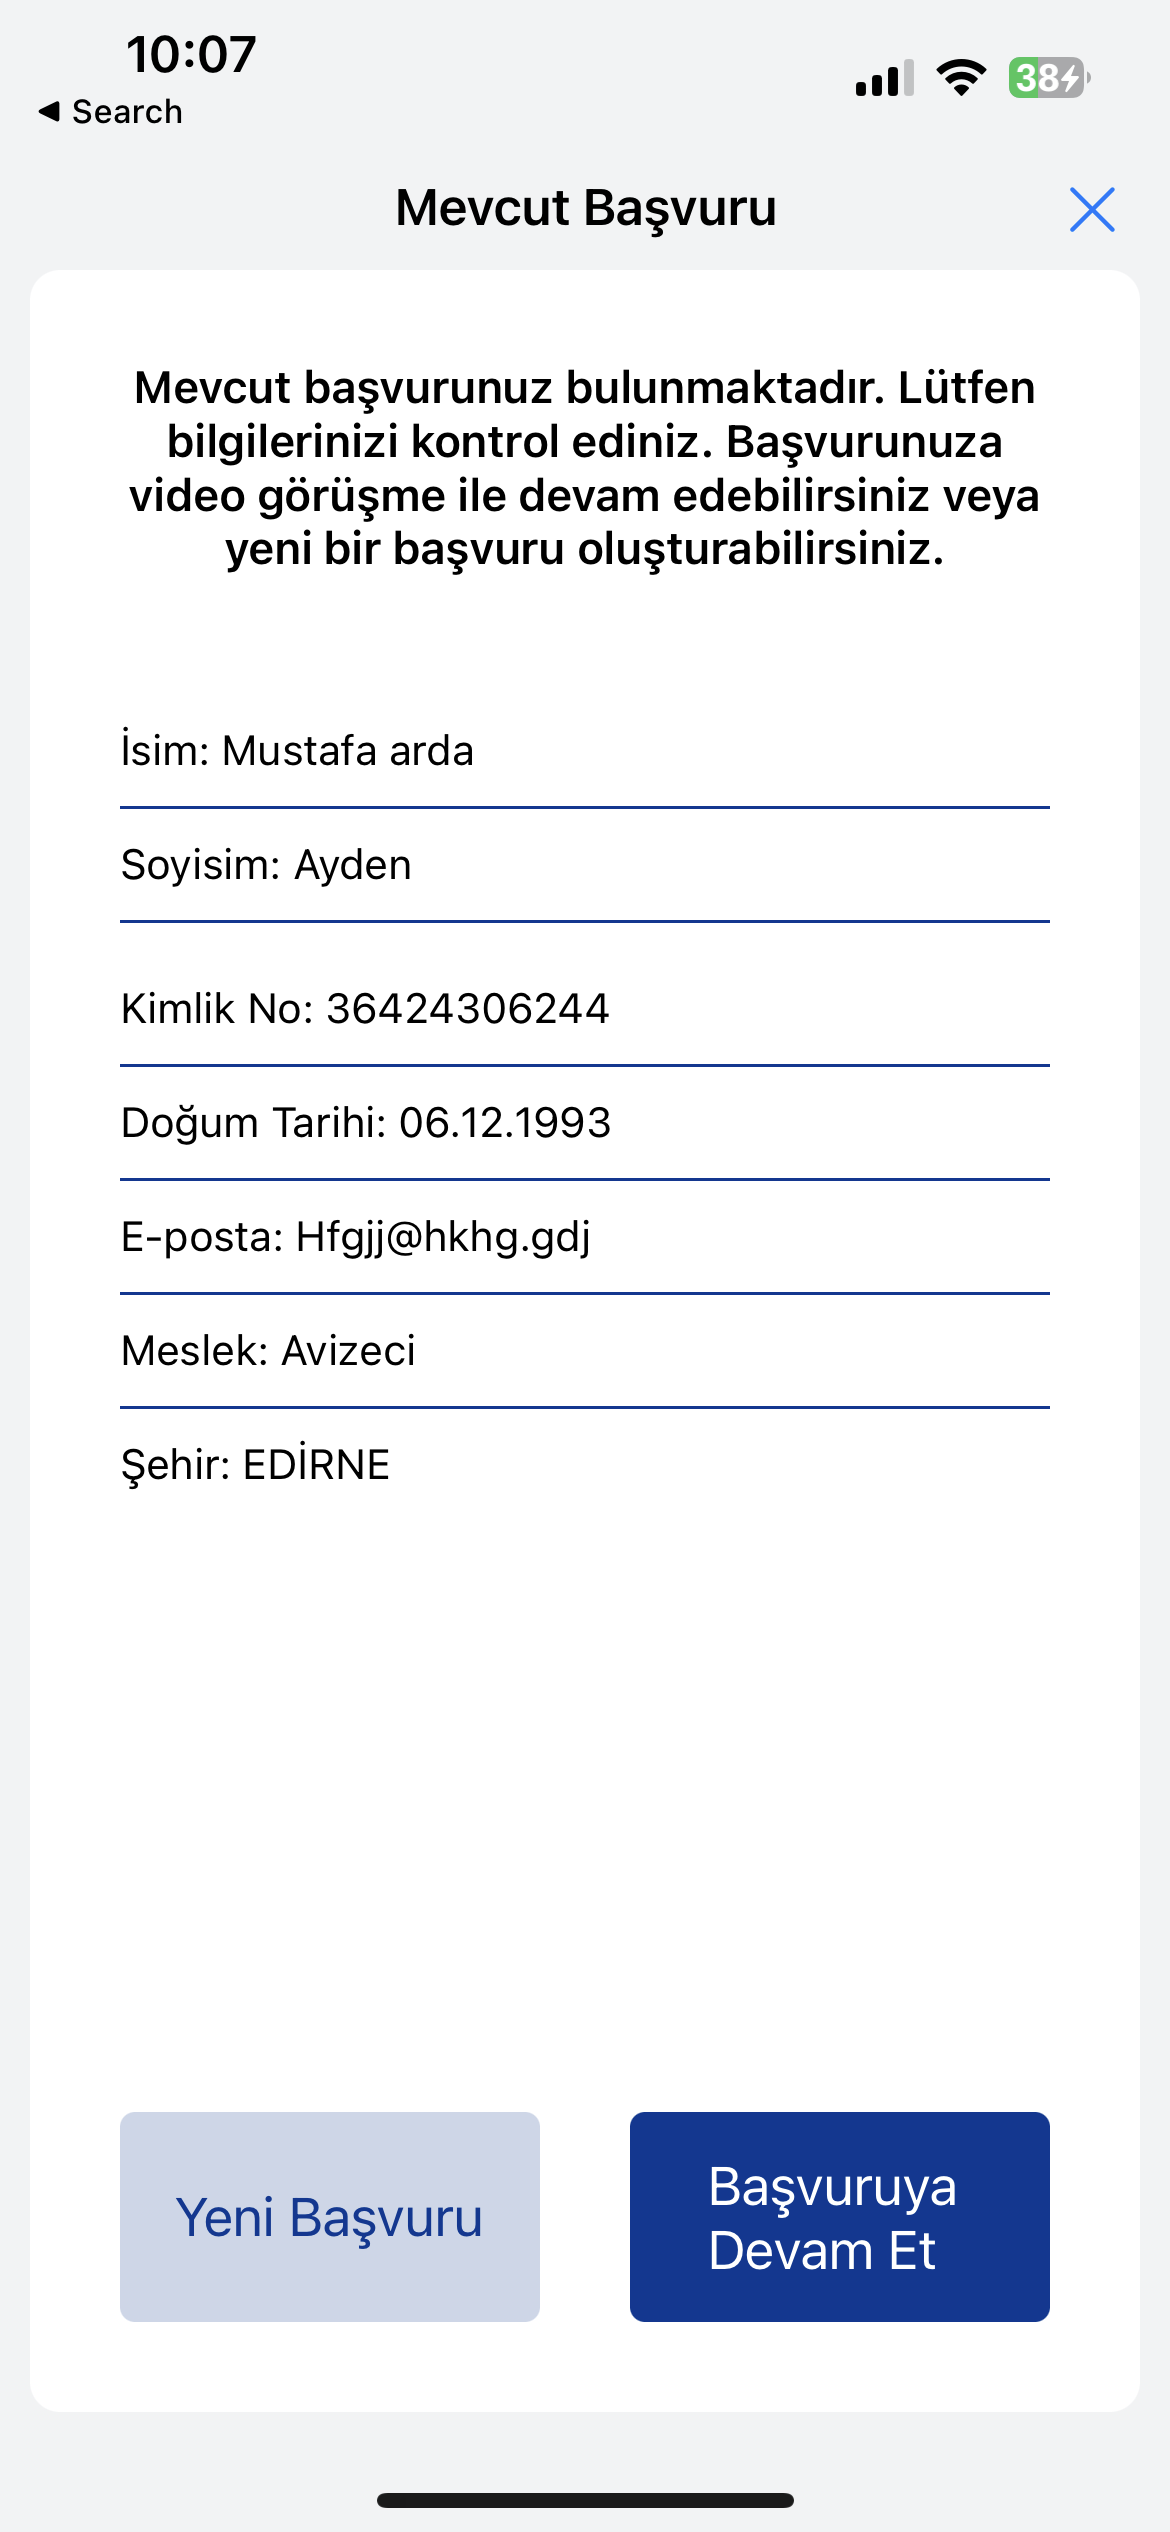 10:07
◀ Search
38
Mevcut Başvuru
Mevcut başvurunuz bulunmaktadır. Lütfen
bilgilerinizi kontrol ediniz. Başvurunuza
video görüşme ile devam edebilirsiniz veya
yeni bir başvuru oluşturabilirsiniz.
İsim: Mustafa arda
Soyisim: Ayden
Kimlik No: 36424306244
Doğum Tarihi: 06.12.1993
E-posta: Hfgjj@hkhg.gdj
Meslek: Avizeci
Şehir: EDİRNE
Yeni Başvuru
Başvuruya
Devam Et